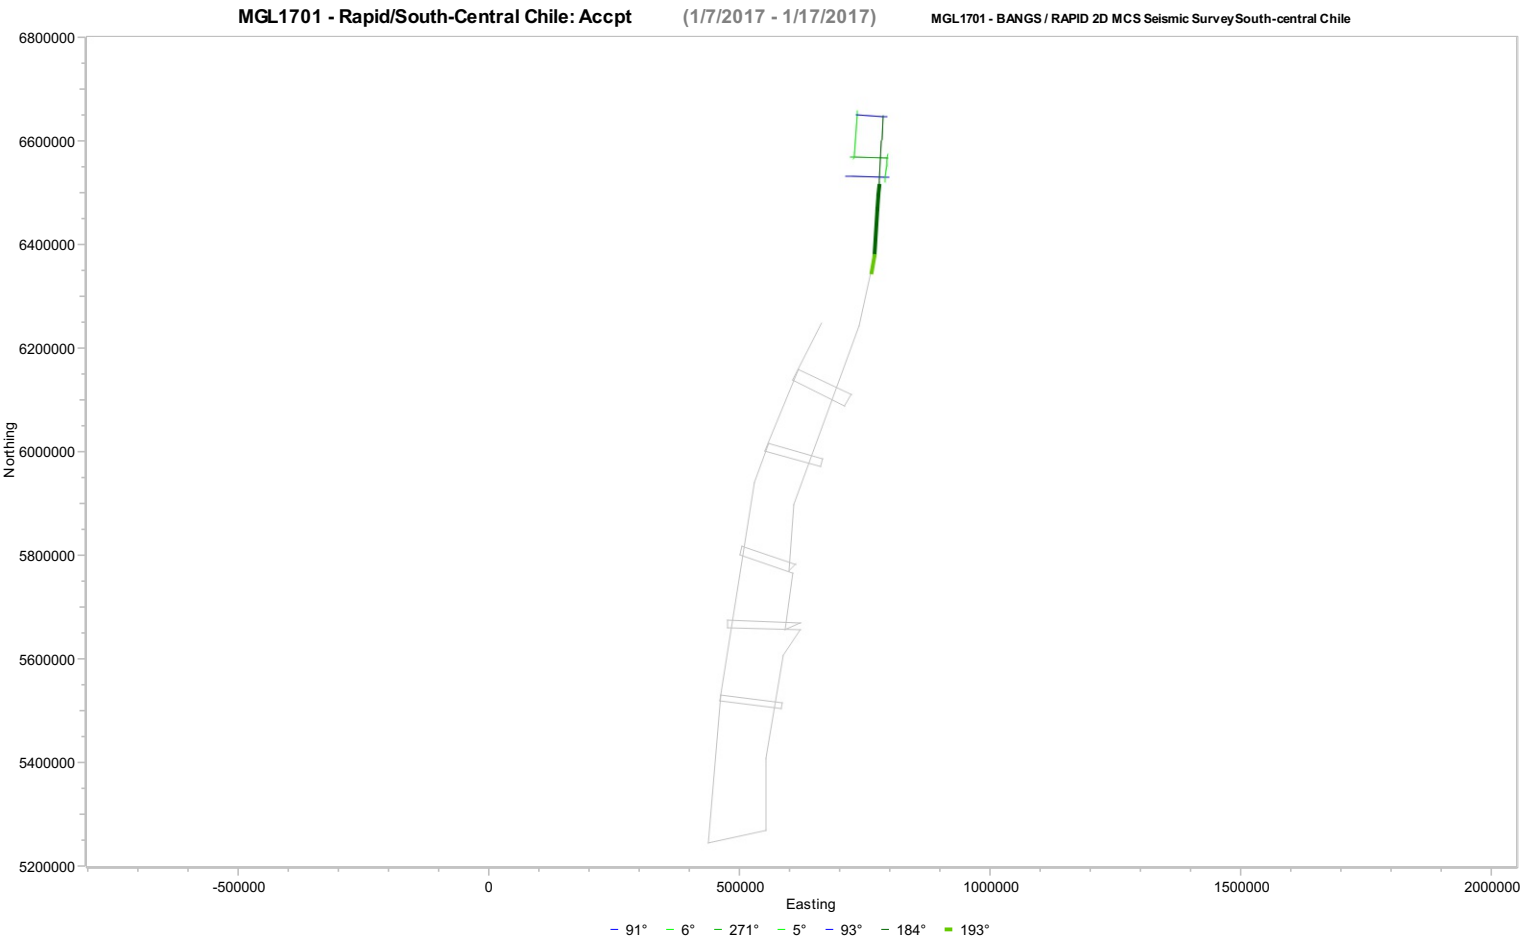 MGL1701 - Rapid/South-Central Chile: Accpt (1/7/2017 - 1/17/2017) MGL1701 - BANGS / RAPID 2D MCS Seismic SurveySouth-central Chile
6800000
6600000
6400000
6200000
6000000
5800000
5600000
5400000
5200000
Northing
-500000 0 500000 1000000 1500000 2000000
Easting
91° 6° 271° 5° 93° 184° 193°